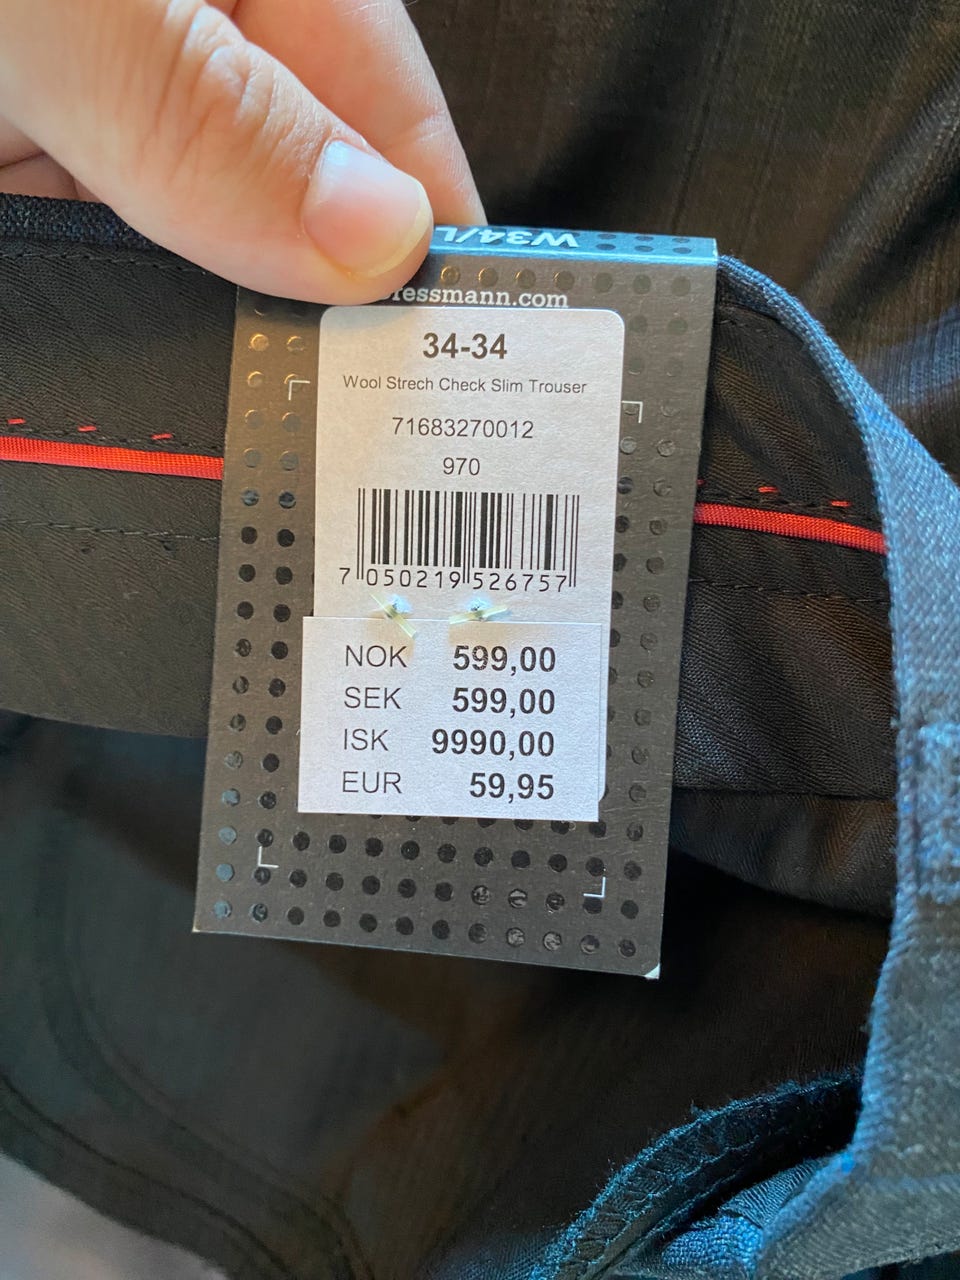 W34/L
ressmann.com
34-34
Wool Strech Check Slim Trouser
71683270012
970
7 050219 526757
NOK 599,00
SEK 599,00
ISK 9990,00
EUR 59,95